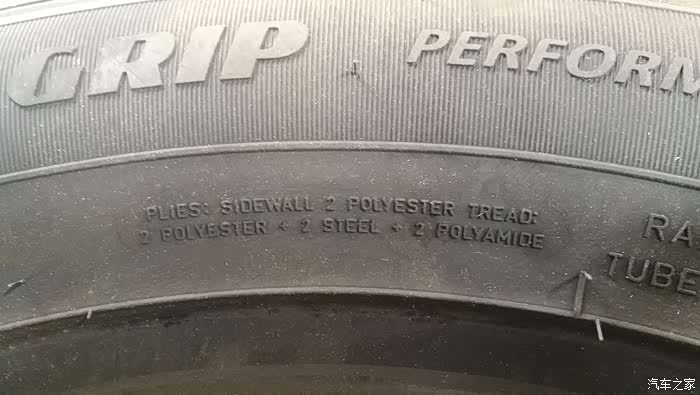 GRIP PERFORM
PLIES: SIDEWALL 2 POLYESTER TREAD:
2 POLYESTER + 2 STEEL + 2 POLYAMIDE
RA
TUBE
汽车之家